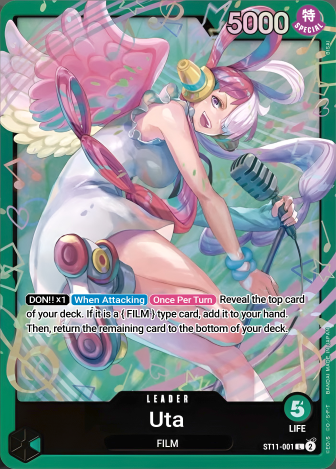 5000
特
SPECIAL
DON!! ×1 When Attacking Once Per Turn Reveal the top card
of your deck. If it is a {FILM} type card, add it to your hand.
Then, return the remaining card to the bottom of your deck.
LEADER
Uta
FILM
5
LIFE
ST11-001 L 2